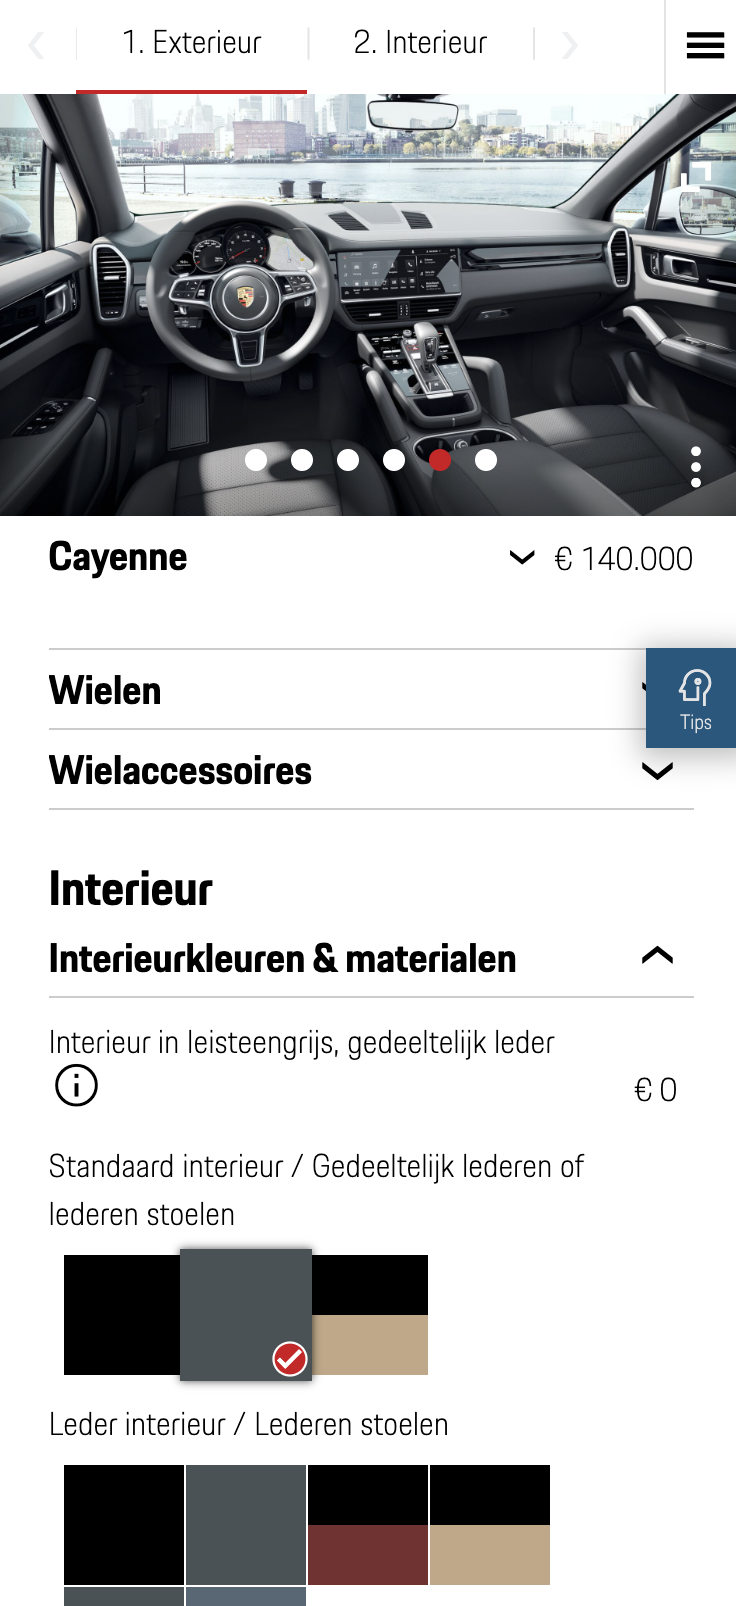 1. Exterieur
2. Interieur
Cayenne
€ 140.000
Wielen
Tips
Wielaccessoires
Interieur
Interieurkleuren & materialen
Interieur in leisteengrijs, gedeeltelijk leder
€ 0
Standaard interieur / Gedeeltelijk lederen of
lederen stoelen
Leder interieur / Lederen stoelen